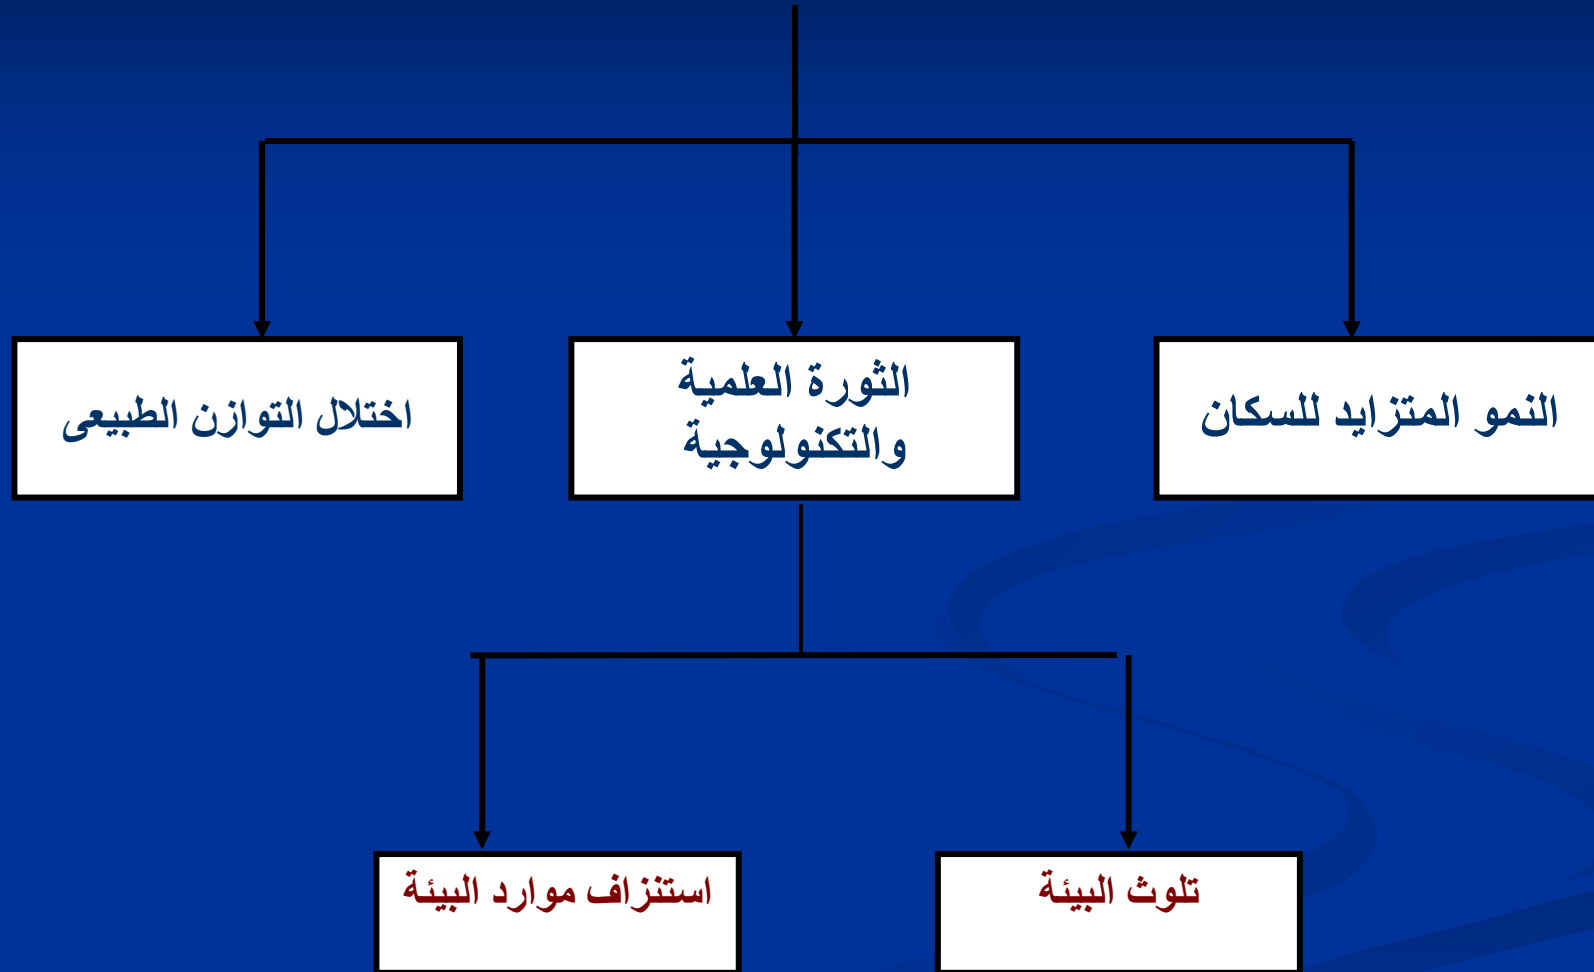 النمو المتزايد للسكان
الثورة العلمية
والتكنولوجية
اختلال التوازن الطبيعى
تلوث البيئة
استنزاف موارد البيئة